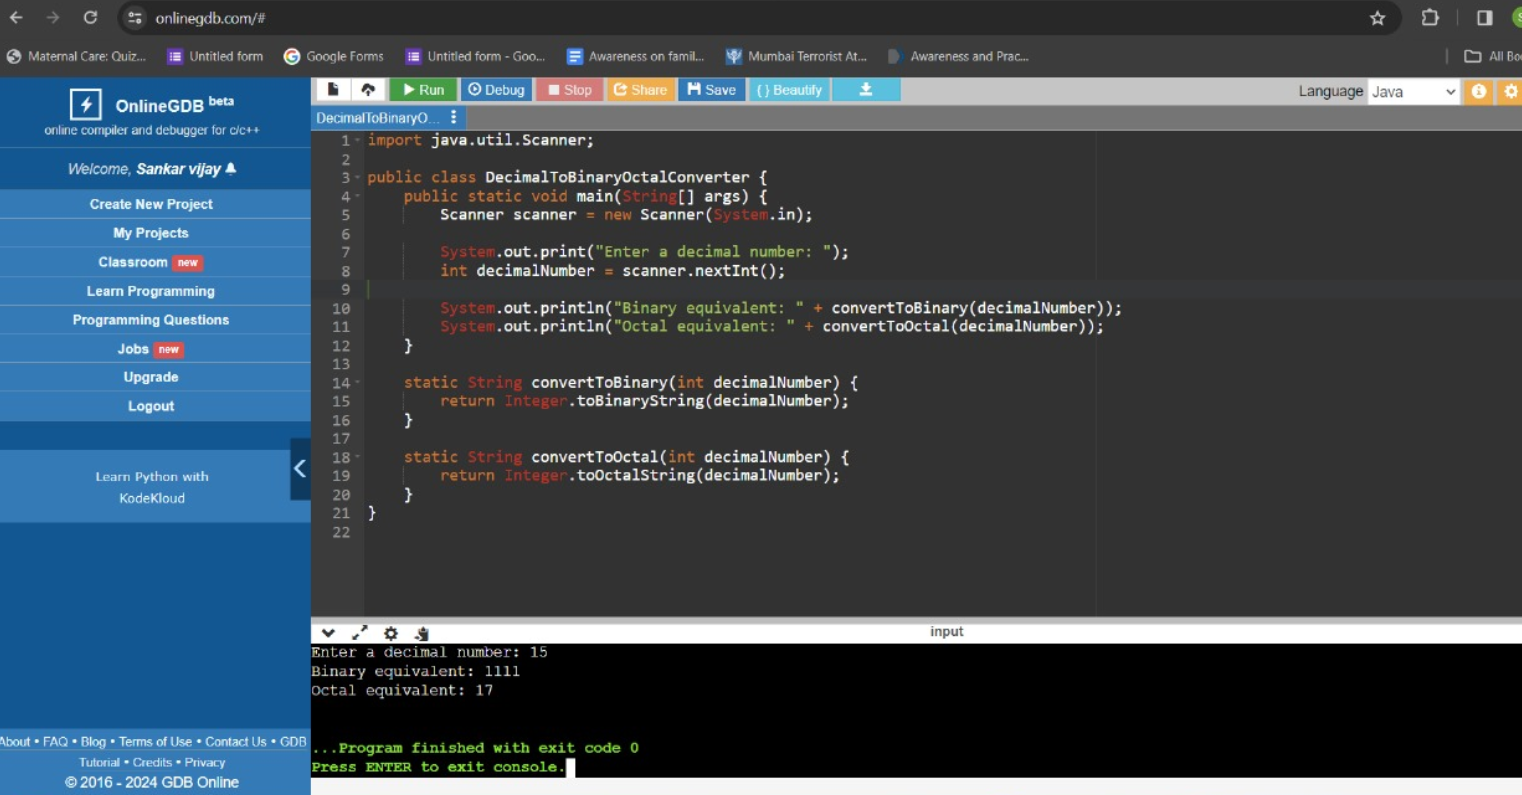 onlinegdb.com/#
Maternal Care: Quiz... Untitled form Google Forms Untitled form - Goo... Awareness on famil... Mumbai Terrorist At... Awareness and Prac...
OnlineGDB beta
online compiler and debugger for c/c++
Welcome, Sankar vijay
Create New Project
My Projects
Classroom new
Learn Programming
Programming Questions
Jobs new
Upgrade
Logout
Learn Python with
KodeKloud
About • FAQ • Blog • Terms of Use • Contact Us • GDB
Tutorial • Credits • Privacy
© 2016 - 2024 GDB Online
Run Debug Stop Share Save { } Beautify
Language Java
DecimalToBinaryO...
1 import java.util.Scanner;
2
3 public class DecimalToBinaryOctalConverter {
4     public static void main(String[] args) {
5         Scanner scanner = new Scanner(System.in);
6
7         System.out.print("Enter a decimal number: ");
8         int decimalNumber = scanner.nextInt();
9
10         System.out.println("Binary equivalent: " + convertToBinary(decimalNumber));
11         System.out.println("Octal equivalent: " + convertToOctal(decimalNumber));
12     }
13
14     static String convertToBinary(int decimalNumber) {
15         return Integer.toBinaryString(decimalNumber);
16     }
17
18     static String convertToOctal(int decimalNumber) {
19         return Integer.toOctalString(decimalNumber);
20     }
21 }
22
input
Enter a decimal number: 15
Binary equivalent: 1111
Octal equivalent: 17
...Program finished with exit code 0
Press ENTER to exit console.